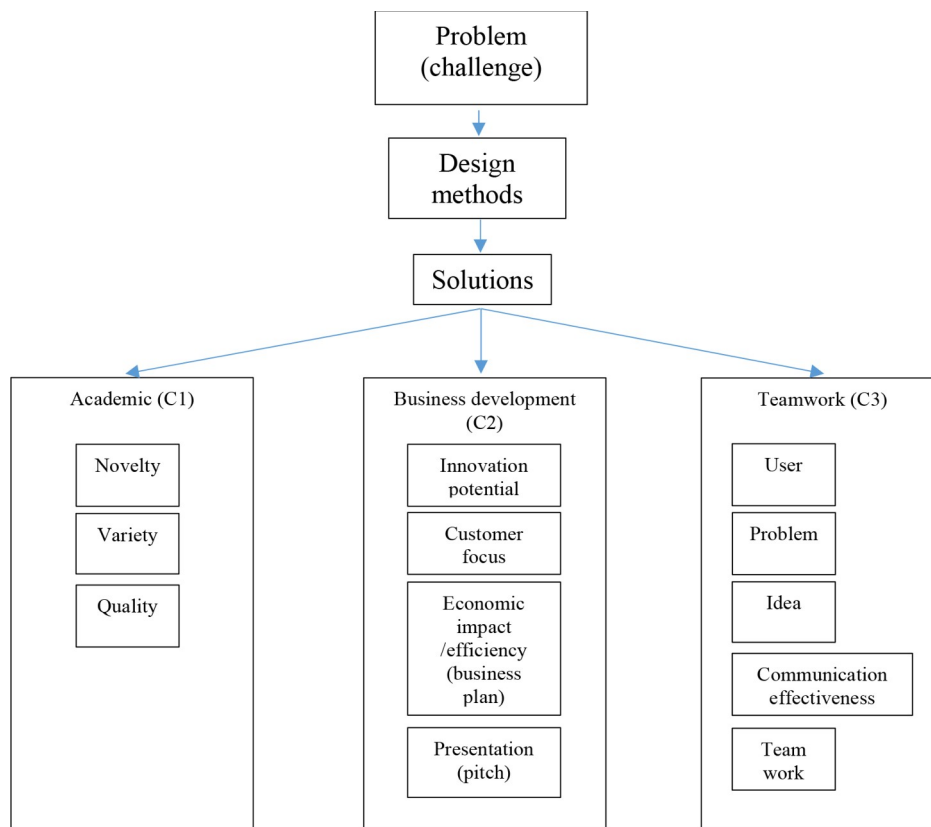 Problem
(challenge)
Design
methods
Solutions
Academic (C1)
Novelty
Variety
Quality
Business development
(C2)
Innovation
potential
Customer
focus
Economic
impact
/efficiency
(business
plan)
Presentation
(pitch)
Teamwork (C3)
User
Problem
Idea
Communication
effectiveness
Team
work